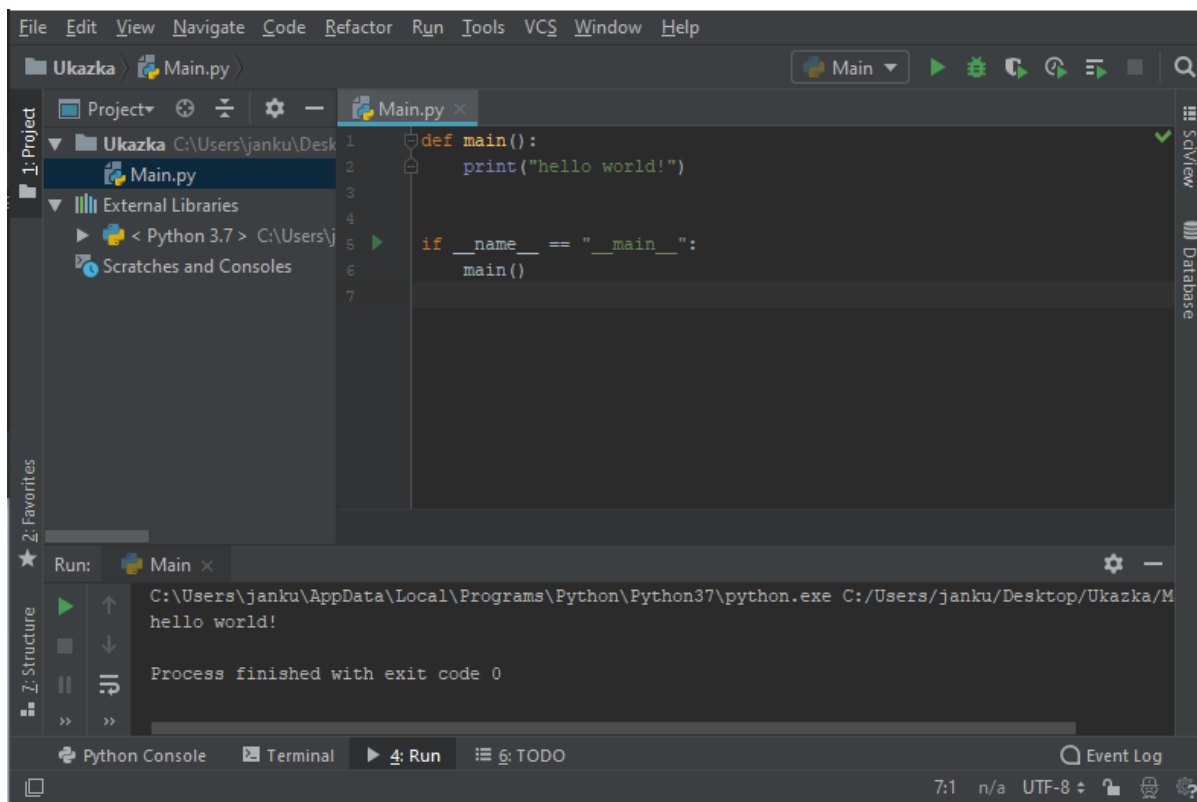 File Edit View Navigate Code Refactor Run Tools VCS Window Help
Ukazka Main.py Main
1: Project
Project
Main.py
Ukazka C:\Users\janku\Desk
Main.py
External Libraries
< Python 3.7 > C:\Users\j
Scratches and Consoles
1 def main():
2     print("hello world!")
3
4
5 if __name__ == "__main__":
6     main()
7
SciView
Database
2: Favorites
7: Structure
Run: Main
C:\Users\janku\AppData\Local\Programs\Python\Python37\python.exe C:/Users/janku/Desktop/Ukazka/M
hello world!
Process finished with exit code 0
Python Console Terminal 4: Run 6: TODO Event Log
7:1 n/a UTF-8